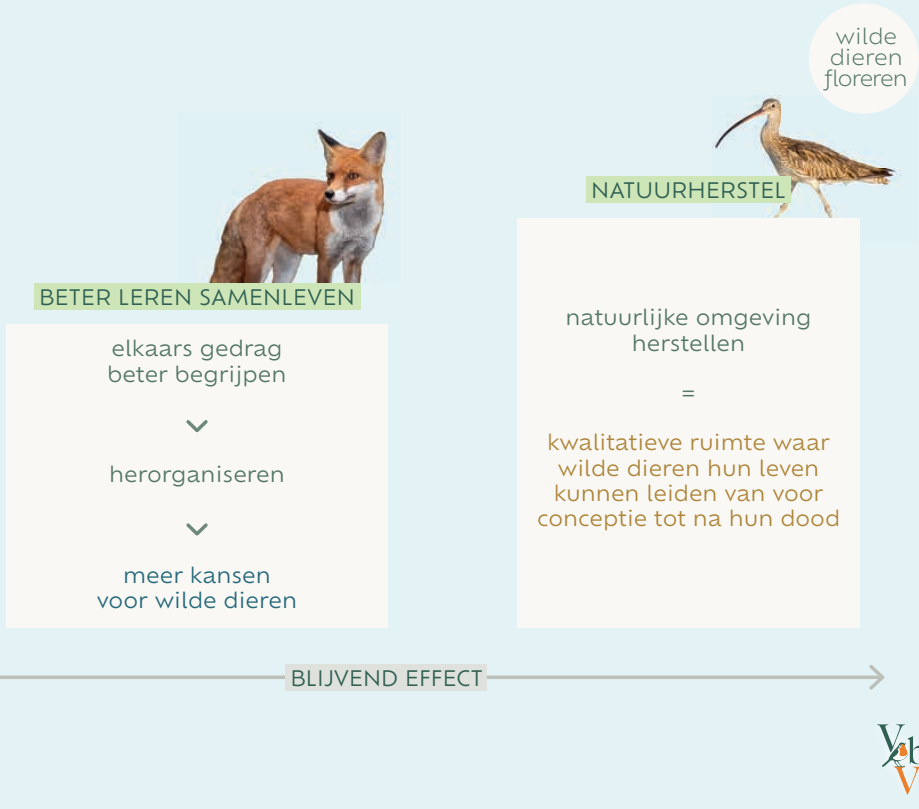 wilde
dieren
floreren
NATUURHERSTEL
BETER LEREN SAMENLEVEN
elkaars gedrag
beter begrijpen
herorganiseren
meer kansen
voor wilde dieren
natuurlijke omgeving
herstellen
=
kwalitatieve ruimte waar
wilde dieren hun leven
kunnen leiden van voor
conceptie tot na hun dood
BLIJVEND EFFECT